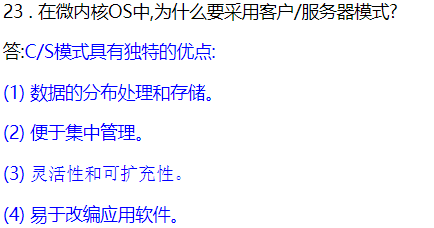 23 . 在微内核OS中,为什么要采用客户/服务器模式?
答:C/S模式具有独特的优点:
(1) 数据的分布处理和存储。
(2) 便于集中管理。
(3) 灵活性和可扩充性。
(4) 易于改编应用软件。